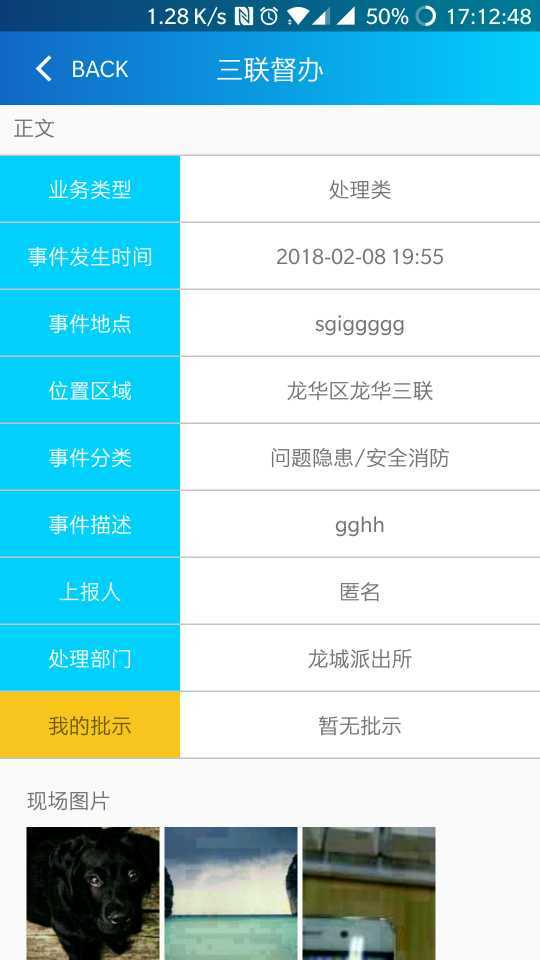 1.28 K/s 50% 17:12:48
BACK 三联督办
正文
业务类型 处理类
事件发生时间 2018-02-08 19:55
事件地点 sgiggggg
位置区域 龙华区龙华三联
事件分类 问题隐患/安全消防
事件描述 gghh
上报人 匿名
处理部门 龙城派出所
我的批示 暂无批示
现场图片